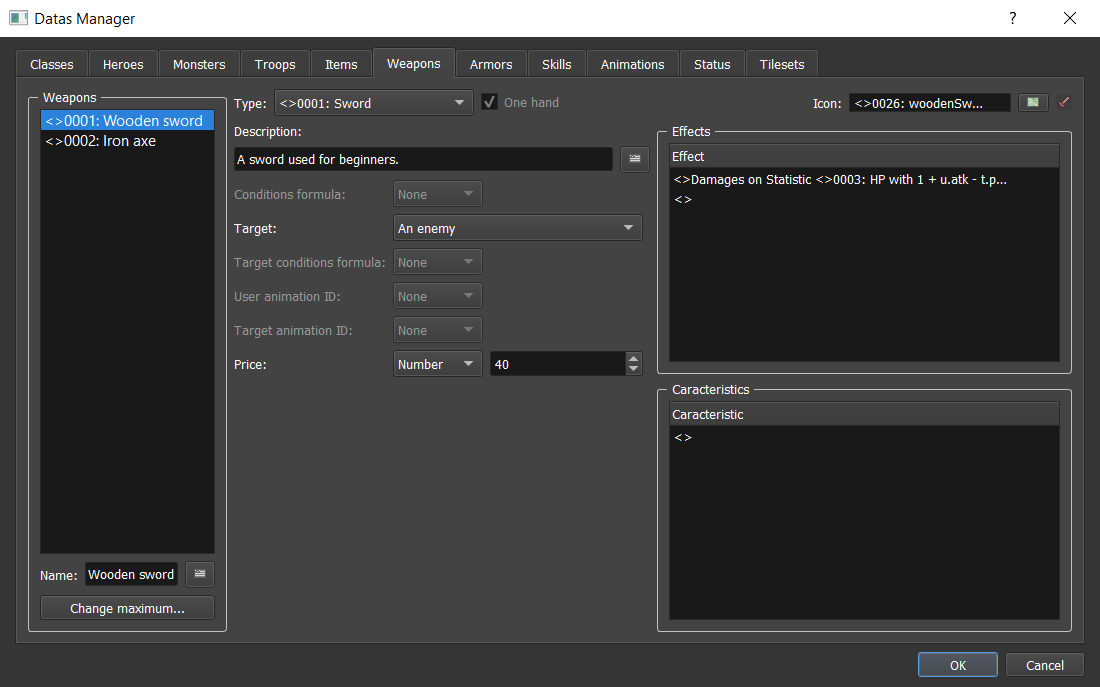 Datas Manager
?
Classes Heroes Monsters Troops Items Weapons Armors Skills Animations Status Tilesets
Weapons
<>0001: Wooden sword
<>0002: Iron axe
Name: Wooden sword
Change maximum...
Type: <>0001: Sword One hand
Icon: <>0026: woodenSw...
Description:
A sword used for beginners.
Conditions formula: None
Target: An enemy
Target conditions formula: None
User animation ID: None
Target animation ID: None
Price: Number 40
Effects
Effect
<>Damages on Statistic <>0003: HP with 1 + u.atk - t.p...
<>
Caracteristics
Caracteristic
<>
OK Cancel